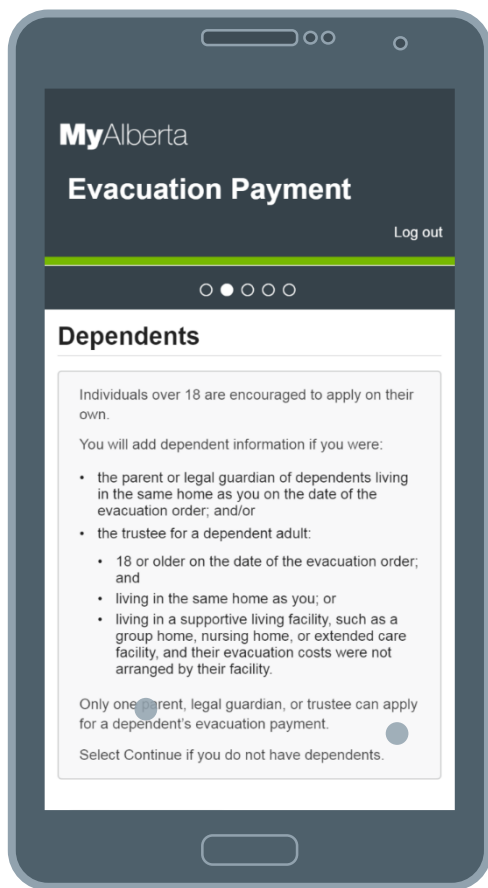 MyAlberta
Evacuation Payment
Log out
Dependents
Individuals over 18 are encouraged to apply on their
own.
You will add dependent information if you were:
• the parent or legal guardian of dependents living
in the same home as you on the date of the
evacuation order; and/or
• the trustee for a dependent adult:
• 18 or older on the date of the evacuation order;
and
• living in the same home as you; or
• living in a supportive living facility, such as a
group home, nursing home, or extended care
facility, and their evacuation costs were not
arranged by their facility.
Only one parent, legal guardian, or trustee can apply
for a dependent's evacuation payment.
Select Continue if you do not have dependents.